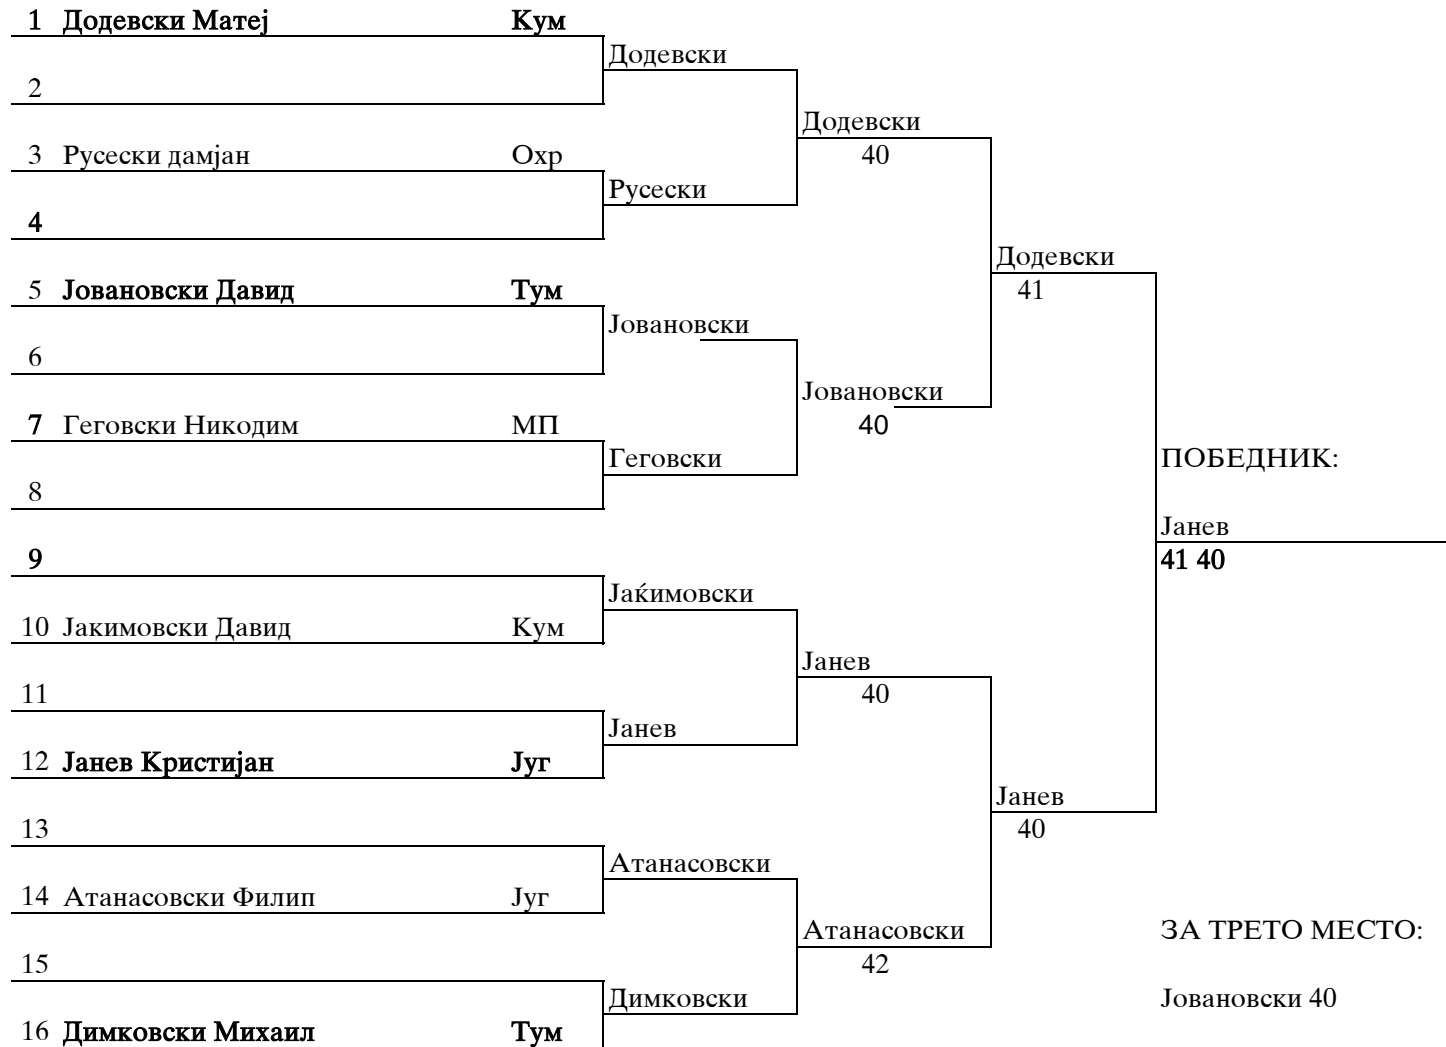 1 Додевски Матеј Кум
Додевски
2
Додевски
3 Русески дамјан Охр 40
Русески
4
Додевски
5 Јовановски Давид Тум 41
Јовановски
6
Јовановски
7 Геговски Никодим МП 40
Геговски ПОБЕДНИК:
8
Јанев
9 41 40
Јаќимовски
10 Јакимовски Давид Кум
Јанев
11 40
Јанев
12 Јанев Кристијан Југ
Јанев
13 40
Атанасовски
14 Атанасовски Филип Југ
Атанасовски ЗА ТРЕТО МЕСТО:
15 42
Димковски Јовановски 40
16 Димковски Михаил Тум